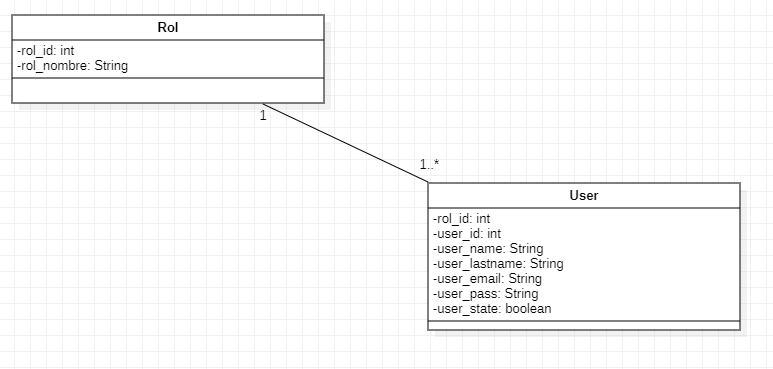 Rol
-rol_id: int
-rol_nombre: String
1
1..*
User
-rol_id: int
-user_id: int
-user_name: String
-user_lastname: String
-user_email: String
-user_pass: String
-user_state: boolean